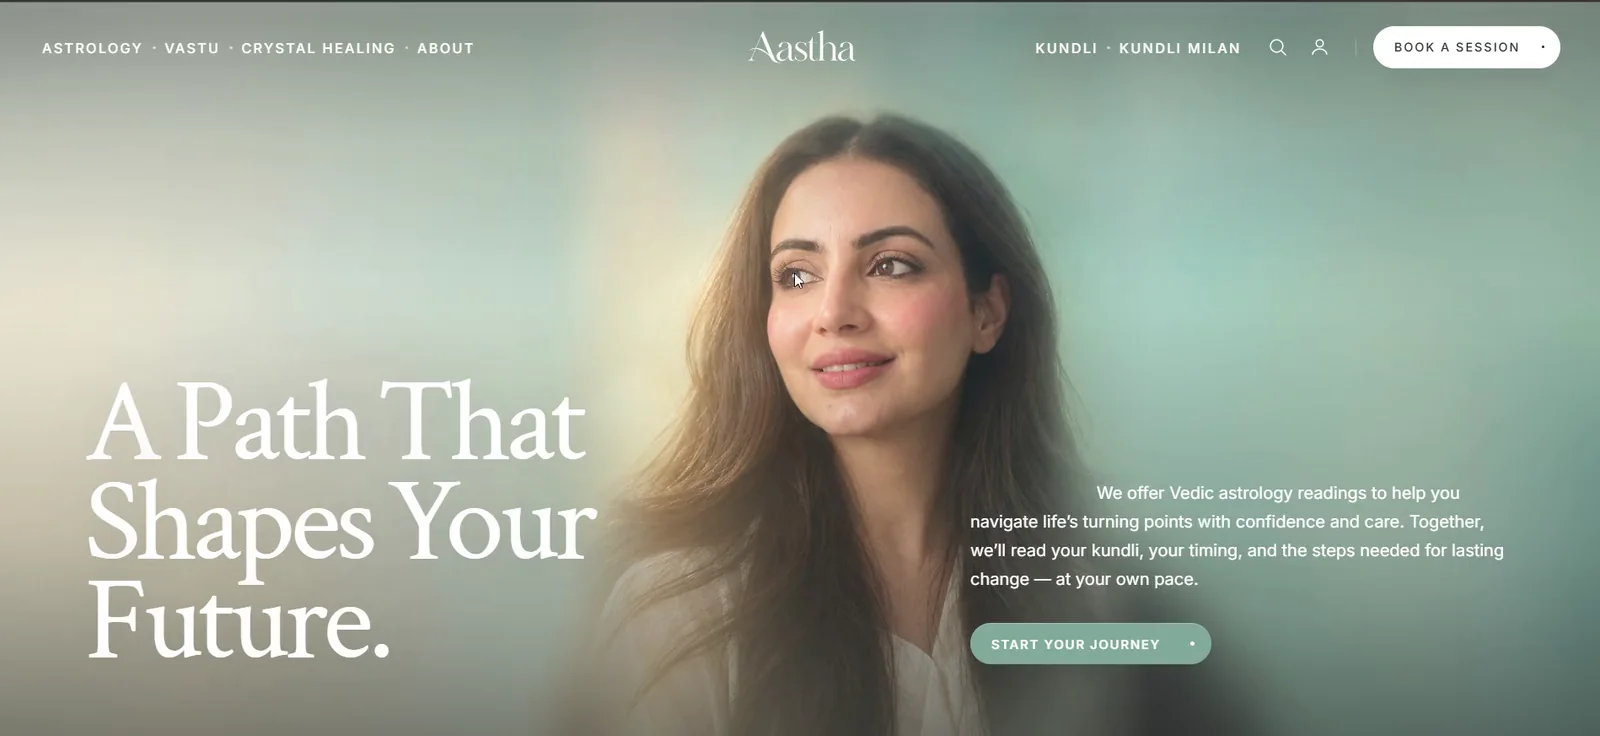 ASTROLOGY • VASTU • CRYSTAL HEALING • ABOUT
Aastha
KUNDLI • KUNDLI MILAN
BOOK A SESSION
A Path That
Shapes Your
Future.
We offer Vedic astrology readings to help you
navigate life’s turning points with confidence and care. Together,
we’ll read your kundli, your timing, and the steps needed for lasting
change — at your own pace.
START YOUR JOURNEY